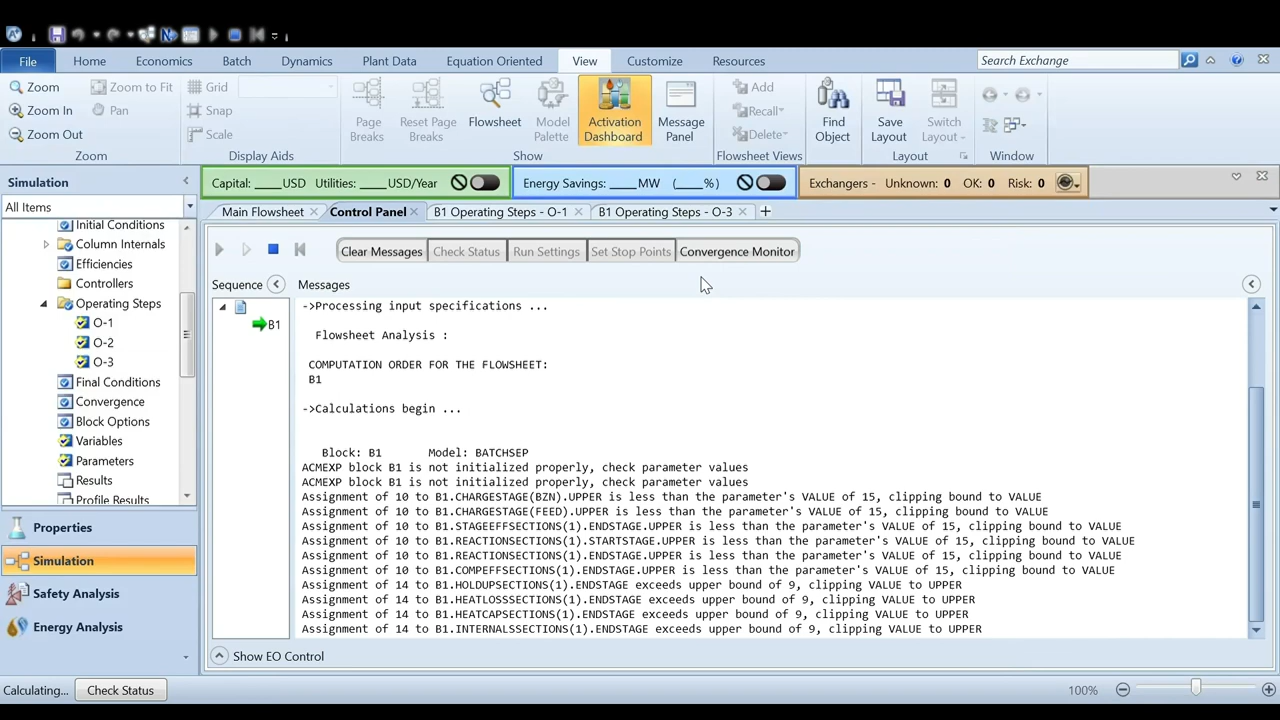 File Home Economics Batch Dynamics Plant Data Equation Oriented View Customize Resources Search Exchange
Zoom Zoom to Fit Grid
Zoom In Pan Snap
Zoom Out Scale
Page Breaks
Reset Page Breaks
Flowsheet
Model Palette
Activation Dashboard
Message Panel
Add
Recall
Delete
Find Object
Save Layout
Switch Layout
Zoom Display Aids Show Flowsheet Views Layout Window
Simulation
Capital: ____USD Utilities: ____USD/Year Energy Savings: ____MW (____%) Exchangers - Unknown: 0 OK: 0 Risk: 0
All Items
Main Flowsheet Control Panel B1 Operating Steps - O-1 B1 Operating Steps - O-3
Initial Conditions
Column Internals
Efficiencies
Controllers
Operating Steps
O-1
O-2
O-3
Final Conditions
Convergence
Block Options
Variables
Parameters
Results
Profile Results
Properties
Simulation
Safety Analysis
Energy Analysis
Clear Messages Check Status Run Settings Set Stop Points Convergence Monitor
Sequence Messages
B1
->Processing input specifications ...
Flowsheet Analysis :
COMPUTATION ORDER FOR THE FLOWSHEET:
B1
->Calculations begin ...
Block: B1 Model: BATCHSEP
ACMEXP block B1 is not initialized properly, check parameter values
ACMEXP block B1 is not initialized properly, check parameter values
Assignment of 10 to B1.CHARGESTAGE(BZN).UPPER is less than the parameter's VALUE of 15, clipping bound to VALUE
Assignment of 10 to B1.CHARGESTAGE(FEED).UPPER is less than the parameter's VALUE of 15, clipping bound to VALUE
Assignment of 10 to B1.STAGEEFFSECTIONS(1).ENDSTAGE.UPPER is less than the parameter's VALUE of 15, clipping bound to VALUE
Assignment of 10 to B1.REACTIONSECTIONS(1).STARTSTAGE.UPPER is less than the parameter's VALUE of 15, clipping bound to VALUE
Assignment of 10 to B1.REACTIONSECTIONS(1).ENDSTAGE.UPPER is less than the parameter's VALUE of 15, clipping bound to VALUE
Assignment of 10 to B1.COMPEFFSECTIONS(1).ENDSTAGE.UPPER is less than the parameter's VALUE of 15, clipping bound to VALUE
Assignment of 14 to B1.HOLDUPSECTIONS(1).ENDSTAGE exceeds upper bound of 9, clipping VALUE to UPPER
Assignment of 14 to B1.HEATLOSSSECTIONS(1).ENDSTAGE exceeds upper bound of 9, clipping VALUE to UPPER
Assignment of 14 to B1.HEATCAPSECTIONS(1).ENDSTAGE exceeds upper bound of 9, clipping VALUE to UPPER
Assignment of 14 to B1.INTERNALSSECTIONS(1).ENDSTAGE exceeds upper bound of 9, clipping VALUE to UPPER
Show EO Control
Calculating... Check Status 100%